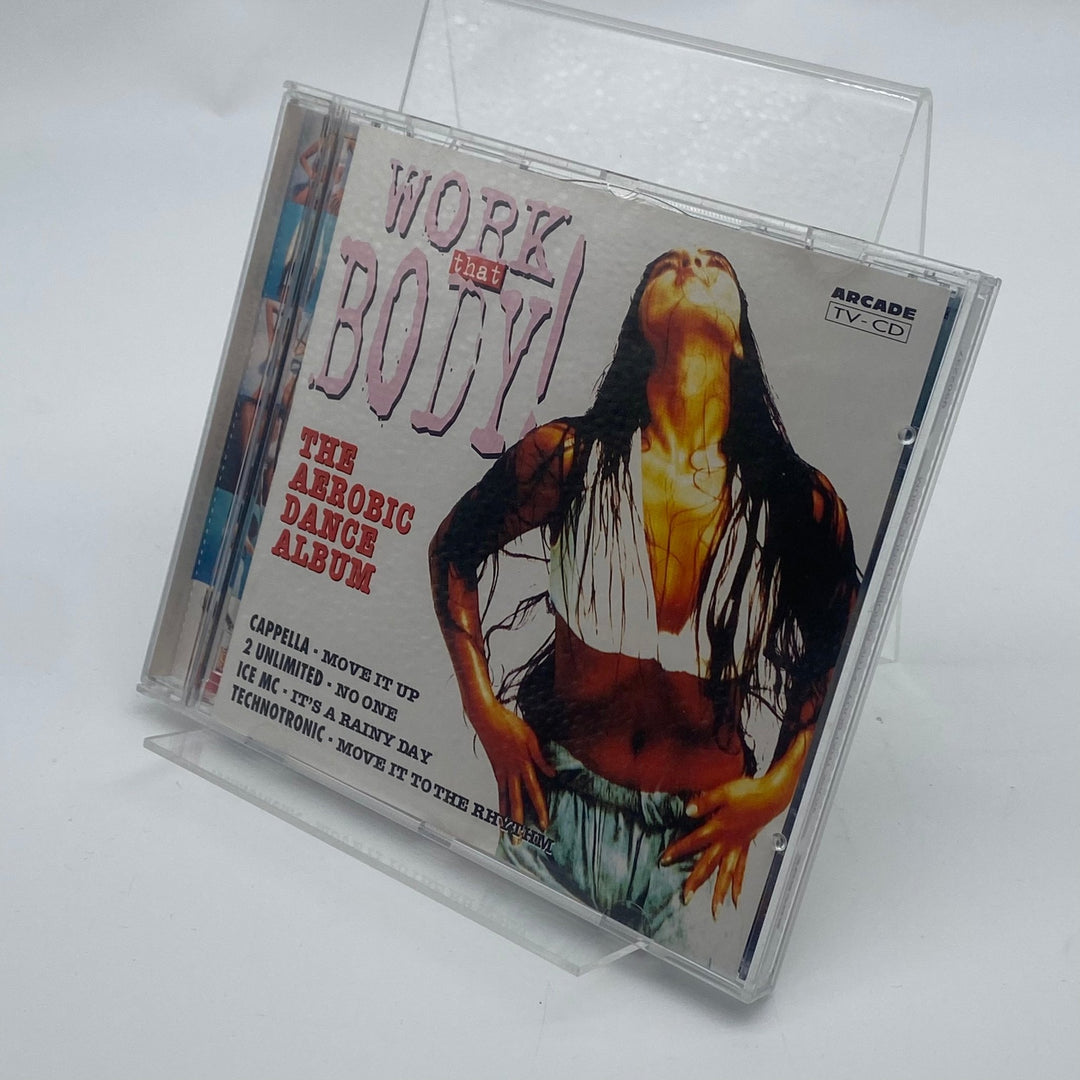 WORK
that
BODY!
ARCADE
TV-CD
THE
AEROBIC
DANCE
ALBUM
CAPPELLA - MOVE IT UP
2 UNLIMITED - NO ONE
ICE MC - IT'S A RAINY DAY
TECHNOTRONIC - MOVE IT TO THE RHYTHM